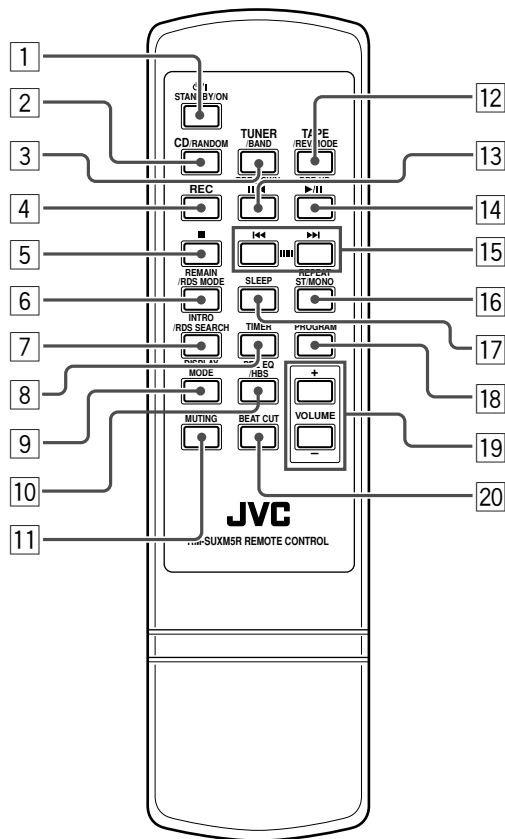 1
STANDBY/ON
2
CD/RANDOM
TUNER
/BAND
TAPE
/REV.MODE
12
3
13
4
REC
14
5
15
6
REMAIN
/RDS MODE
SLEEP
REPEAT
ST/MONO
16
7
INTRO
/RDS SEARCH
TIMER
PROGRAM
17
8
DISPLAY
MODE
/HBS
+
18
9
VOLUME
19
10
MUTING
BEAT CUT
−
20
11
JVC
RM-SUXM5R REMOTE CONTROL